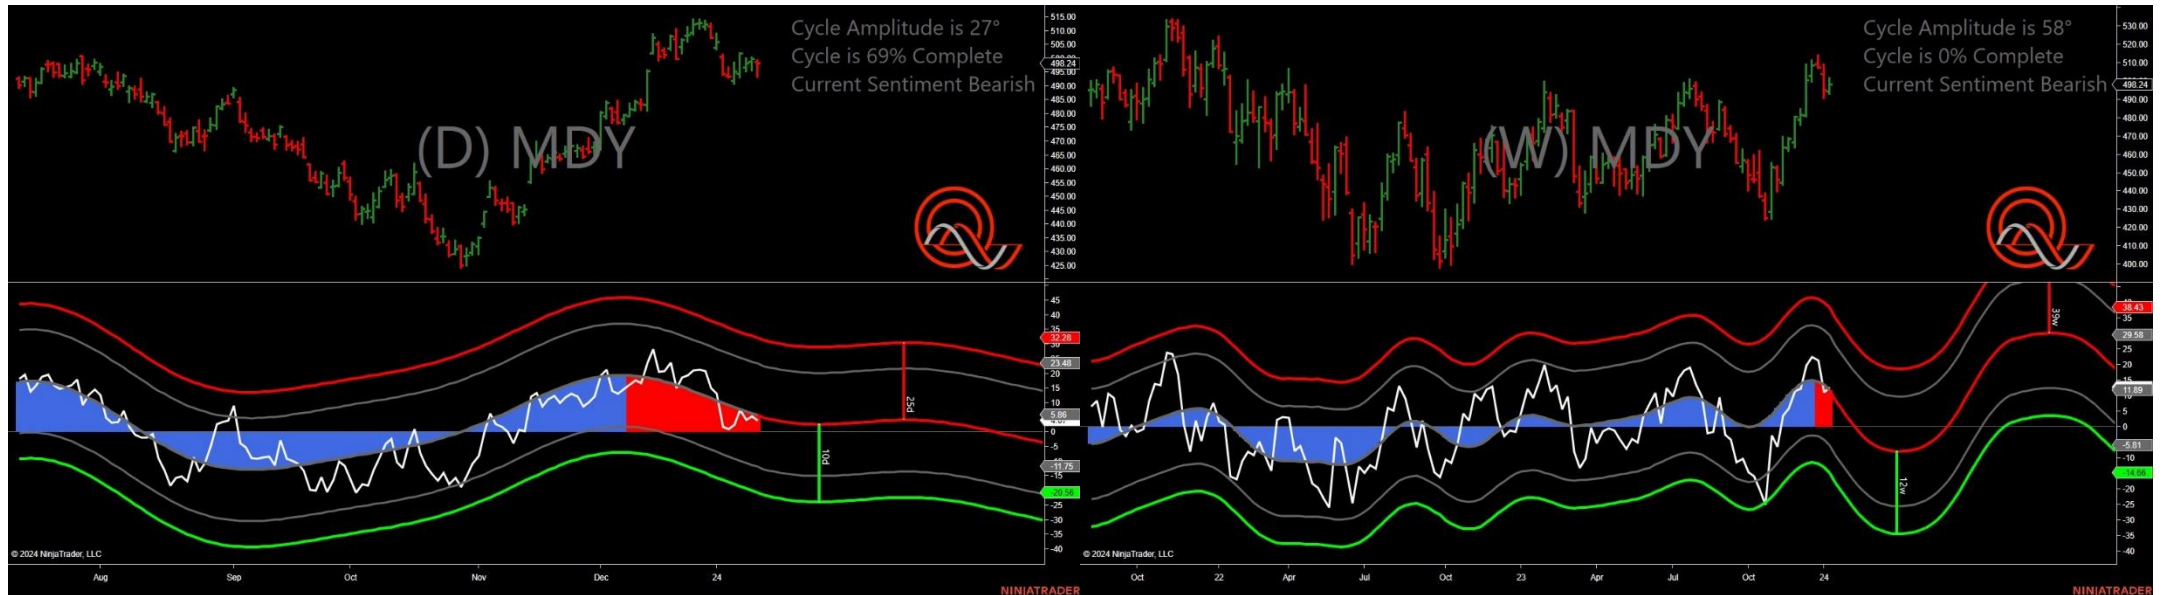 Cycle Amplitude is 27°
Cycle is 69% Complete
Current Sentiment Bearish
(D) MDY
515.00
510.00
505.00
498.24
495.00
490.00
485.00
480.00
475.00
470.00
465.00
460.00
455.00
450.00
445.00
440.00
435.00
430.00
425.00
45
40
35
32.28
30
23.48
20
15
10
5.86
0
-5
-11.75
-15
-20.56
-25
-30
-35
-40
25d
10d
© 2024 NinjaTrader, LLC
Aug
Sep
Oct
Nov
Dec
24
NINJATRADER
Cycle Amplitude is 58°
Cycle is 0% Complete
Current Sentiment Bearish
(W) MDY
530.00
520.00
510.00
498.24
490.00
480.00
470.00
460.00
450.00
440.00
430.00
420.00
410.00
400.00
38.43
35
29.58
25
20
15
11.89
5
0
-5.81
-10
-14.66
-20
-25
-30
-35
-40
39w
12w
© 2024 NinjaTrader, LLC
Oct
22
Apr
Jul
Oct
23
Apr
Jul
Oct
24
NINJATRADER